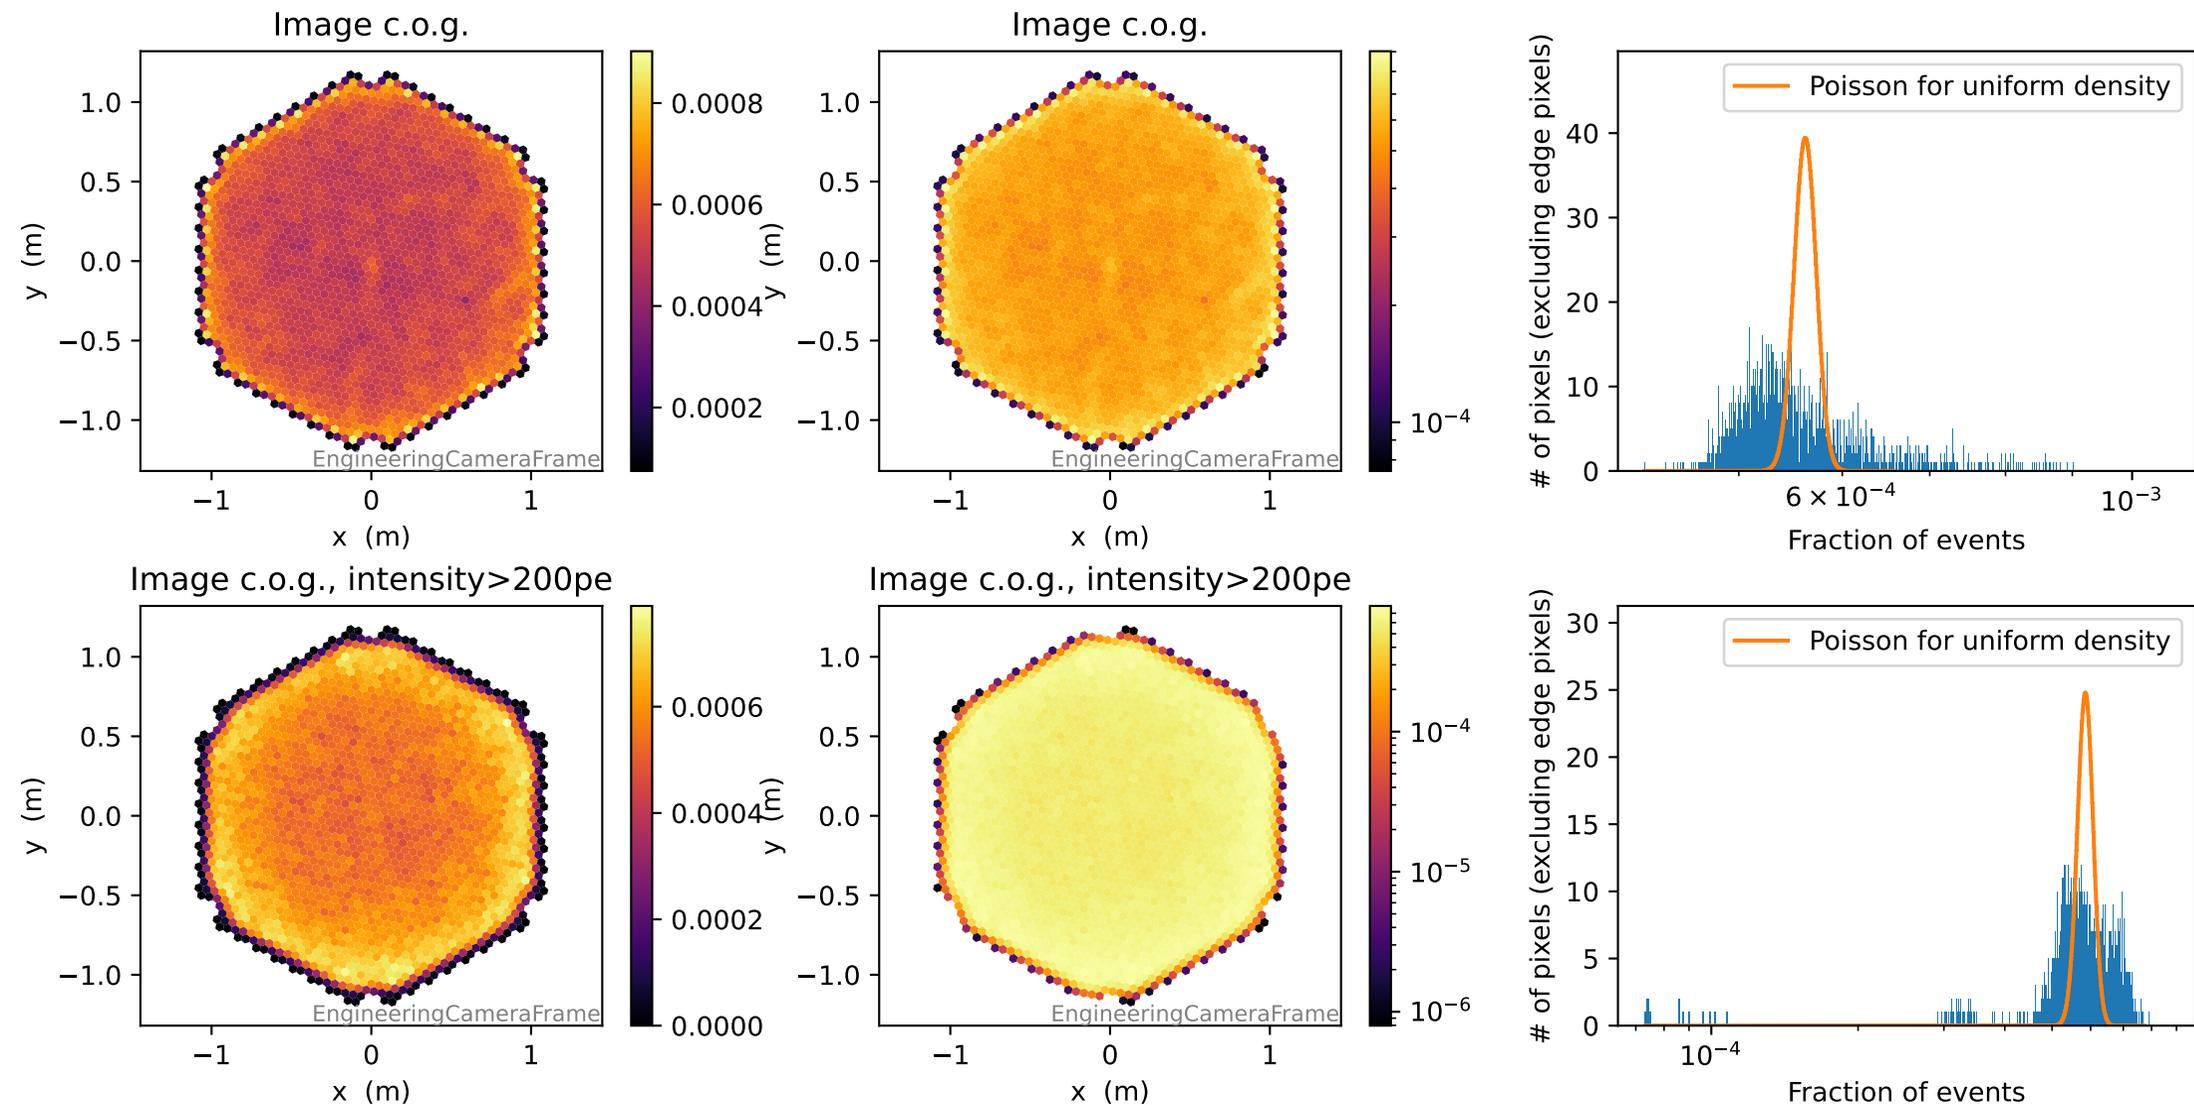 Image c.o.g.
1.0
0.5
0.0
−0.5
−1.0
y (m)
−1 0 1
x (m)
EngineeringCameraFrame
0.0008
0.0006
0.0004
0.0002
Image c.o.g.
1.0
0.5
0.0
−0.5
−1.0
y (m)
−1 0 1
x (m)
EngineeringCameraFrame
10⁻⁴
# of pixels (excluding edge pixels)
40
30
20
10
0
Poisson for uniform density
6 × 10⁻⁴ 10⁻³
Fraction of events
Image c.o.g., intensity>200pe
1.0
0.5
0.0
−0.5
−1.0
y (m)
−1 0 1
x (m)
EngineeringCameraFrame
0.0006
0.0004
0.0002
0.0000
Image c.o.g., intensity>200pe
1.0
0.5
0.0
−0.5
−1.0
y (m)
−1 0 1
x (m)
EngineeringCameraFrame
10⁻⁴
10⁻⁵
10⁻⁶
# of pixels (excluding edge pixels)
30
25
20
15
10
5
0
Poisson for uniform density
10⁻⁴
Fraction of events